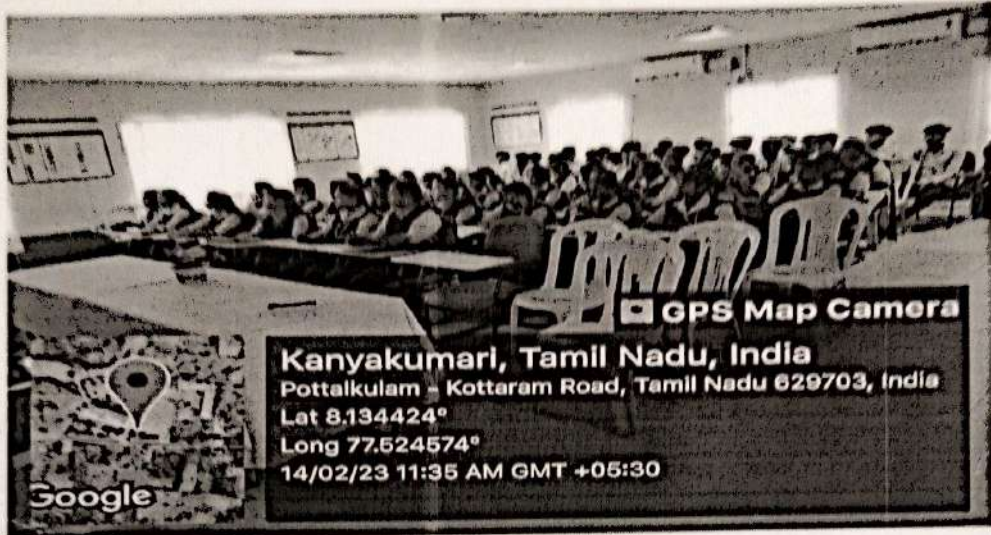 GPS Map Camera
Kanyakumari, Tamil Nadu, India
Pottalkulam - Kottaram Road, Tamil Nadu 629703, India
Lat 8.134424°
Long 77.524574°
14/02/23 11:35 AM GMT +05:30
Google